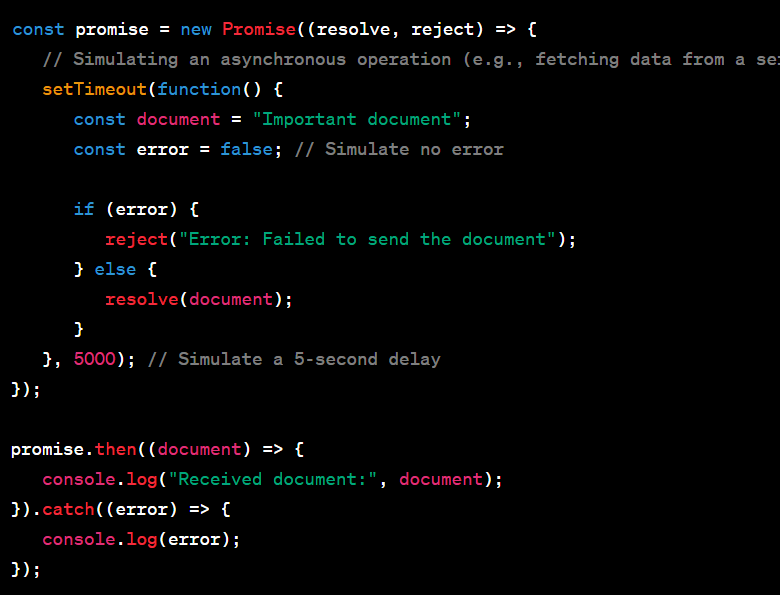 const promise = new Promise((resolve, reject) => {
// Simulating an asynchronous operation (e.g., fetching data from a
setTimeout(function() {
const document = "Important document";
const error = false; // Simulate no error
if (error) {
reject("Error: Failed to send the document");
} else {
resolve(document);
}
}, 5000); // Simulate a 5-second delay
});
promise.then((document) => {
console.log("Received document:", document);
}).catch((error) => {
console.log(error);
});